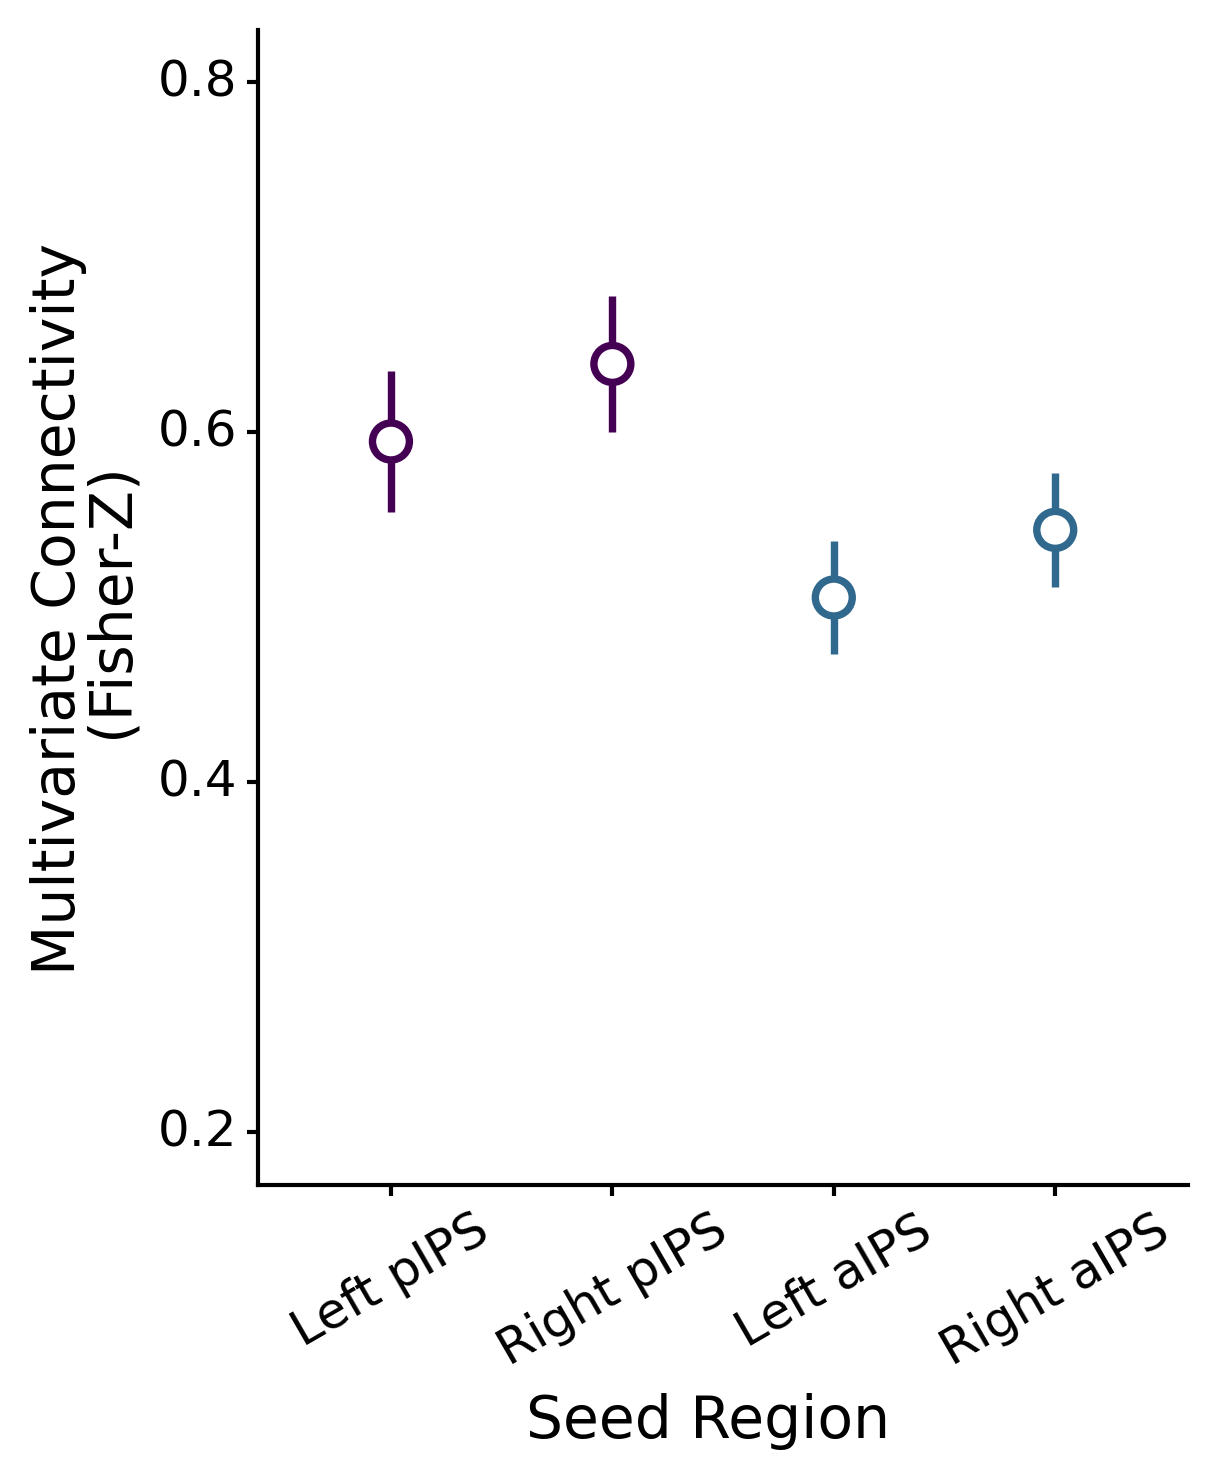 Multivariate Connectivity
(Fisher-Z)
0.8
0.6
0.4
0.2
Left pIPS
Right pIPS
Left aIPS
Right aIPS
Seed Region